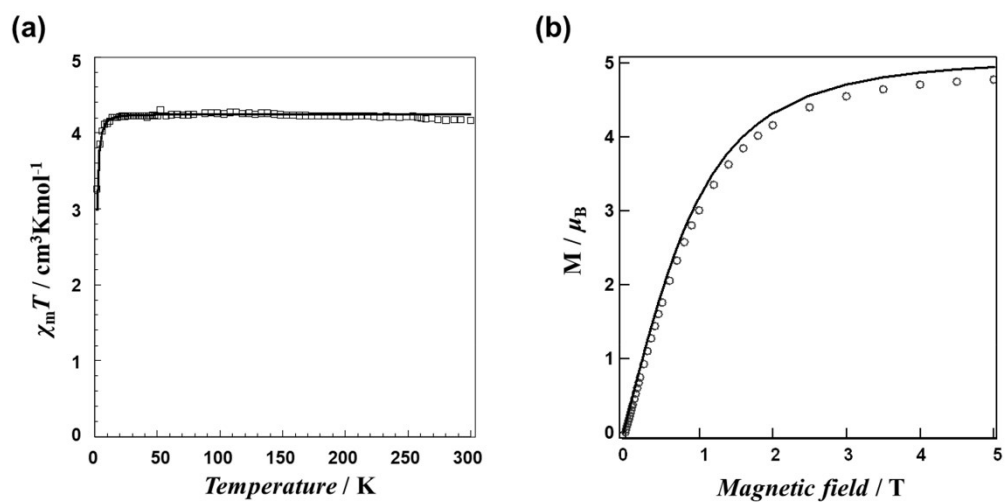 (a)
5
4
3
2
1
0
χmT / cm³Kmol⁻¹
0 50 100 150 200 250 300
Temperature / K
(b)
5
4
3
2
1
0
M / μB
0 1 2 3 4 5
Magnetic field / T